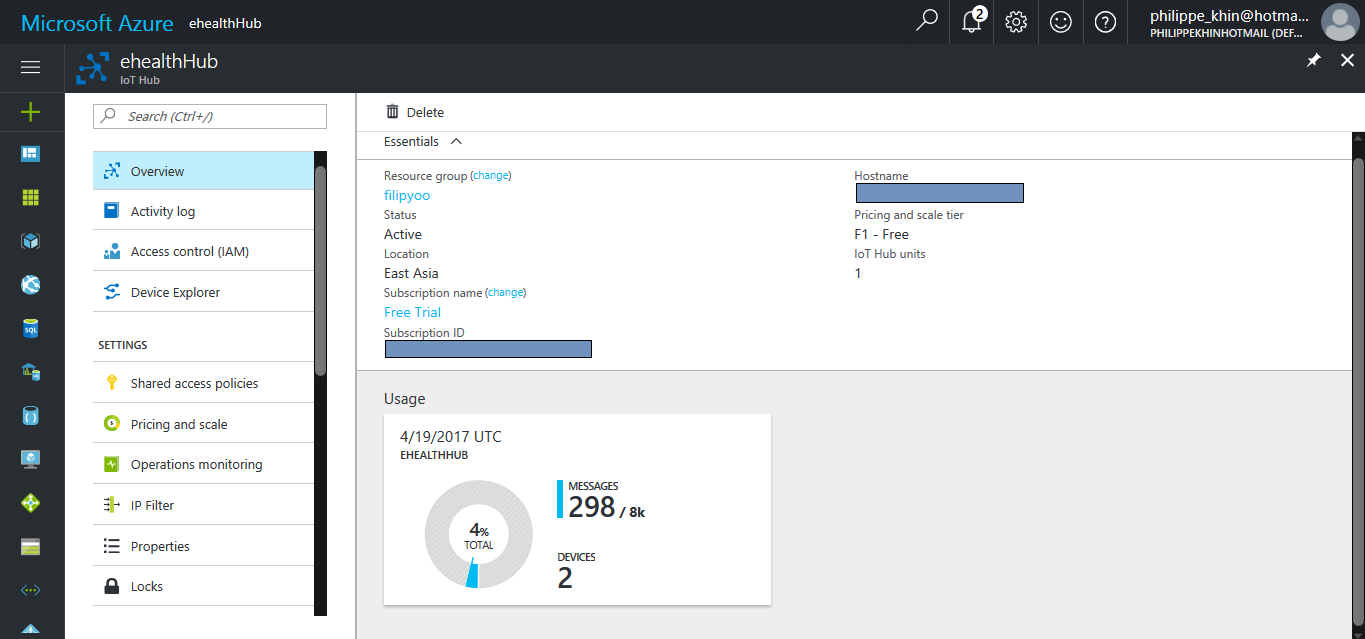 Microsoft Azure ehealthHub
2
philippe_khin@hotma...
PHILIPPEKHINHOTMAIL (DEF...
ehealthHub
IoT Hub
Search (Ctrl+/)
Overview
Activity log
Access control (IAM)
Device Explorer
SETTINGS
Shared access policies
Pricing and scale
Operations monitoring
IP Filter
Properties
Locks
Delete
Essentials
Resource group (change)
filipyoo
Status
Active
Location
East Asia
Subscription name (change)
Free Trial
Subscription ID
Hostname
Pricing and scale tier
F1 - Free
IoT Hub units
1
Usage
4/19/2017 UTC
EHEALTHHUB
4%
TOTAL
MESSAGES
298 / 8k
DEVICES
2
SQL